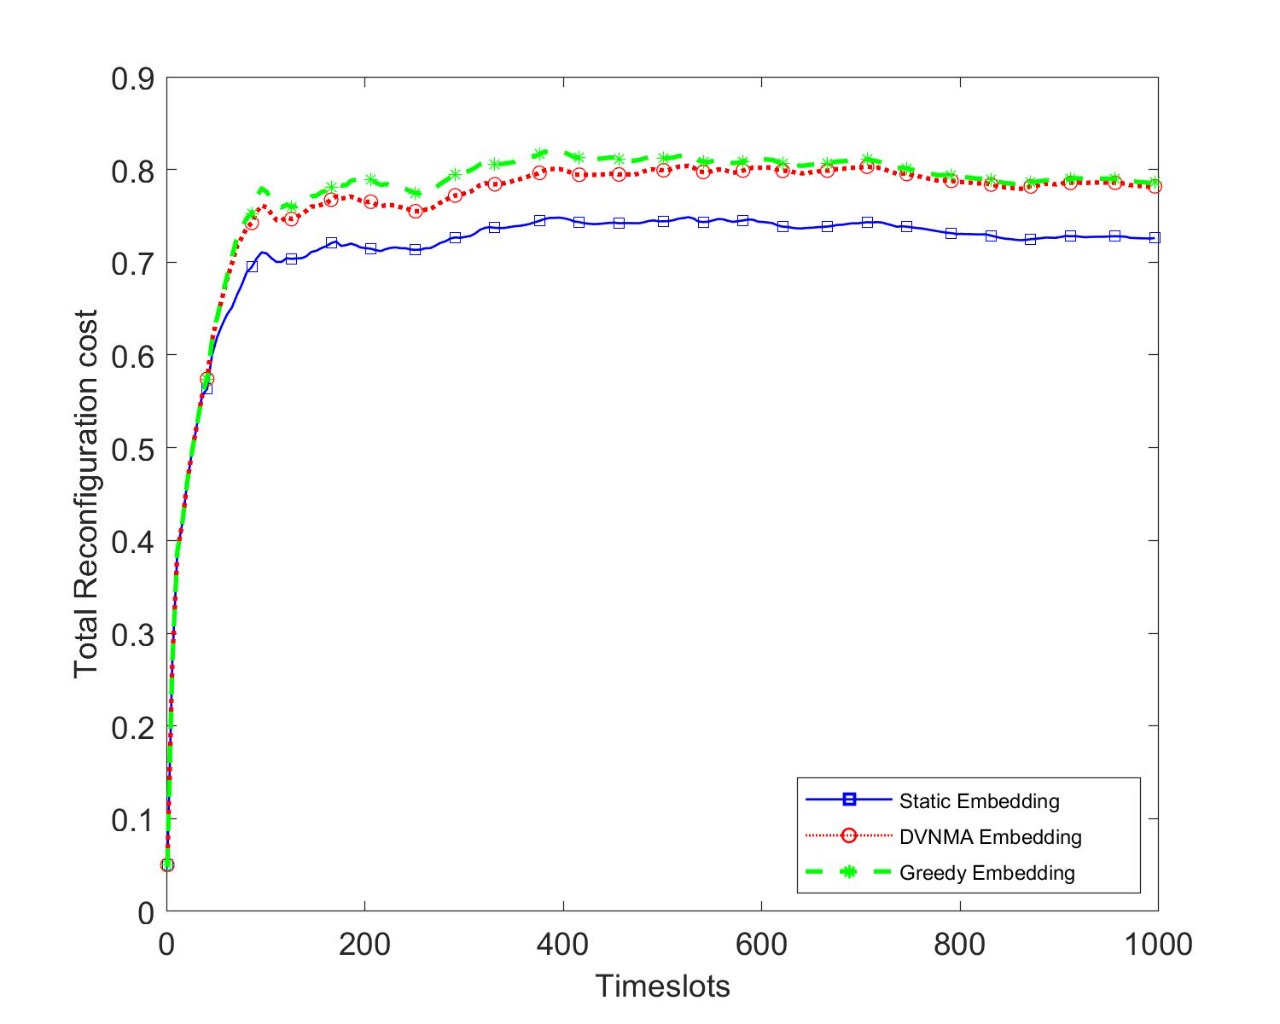 0.9
0.8
0.7
0.6
0.5
0.4
0.3
0.2
0.1
0
Total Reconfiguration cost
Static Embedding
DVNMA Embedding
Greedy Embedding
0 200 400 600 800 1000
Timeslots